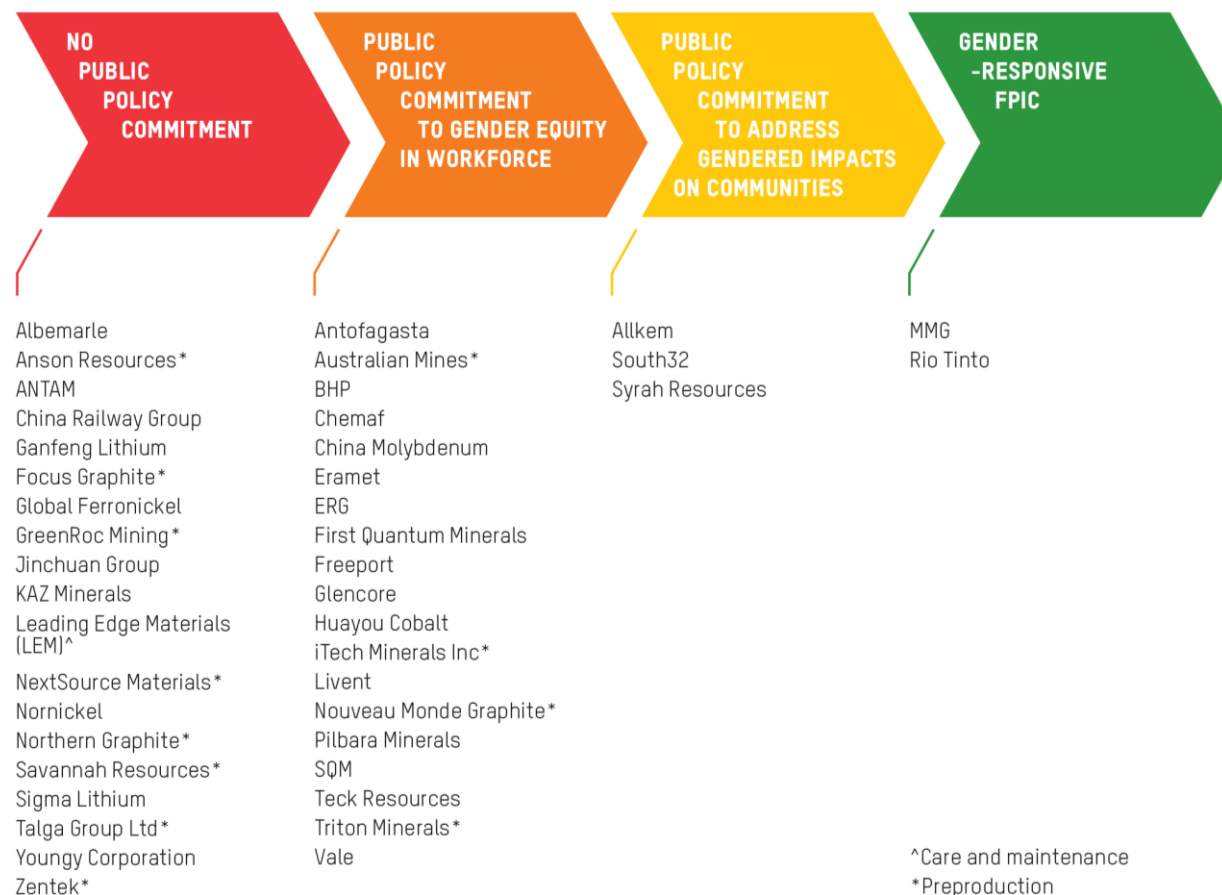 NO
PUBLIC
POLICY
COMMITMENT
PUBLIC
POLICY
COMMITMENT
TO GENDER EQUITY
IN WORKFORCE
PUBLIC
POLICY
COMMITMENT
TO ADDRESS
GENDERED IMPACTS
ON COMMUNITIES
GENDER
-RESPONSIVE
FPIC
Albemarle
Anson Resources*
ANTAM
China Railway Group
Ganfeng Lithium
Focus Graphite*
Global Ferronickel
GreenRoc Mining*
Jinchuan Group
KAZ Minerals
Leading Edge Materials
(LEM)^
NextSource Materials*
Nornickel
Northern Graphite*
Savannah Resources*
Sigma Lithium
Talga Group Ltd*
Youngy Corporation
Zentek*
Antofagasta
Australian Mines*
BHP
Chemaf
China Molybdenum
Eramet
ERG
First Quantum Minerals
Freeport
Glencore
Huayou Cobalt
iTech Minerals Inc*
Livent
Nouveau Monde Graphite*
Pilbara Minerals
SQM
Teck Resources
Triton Minerals*
Vale
Allkem
South32
Syrah Resources
MMG
Rio Tinto
^Care and maintenance
*Preproduction